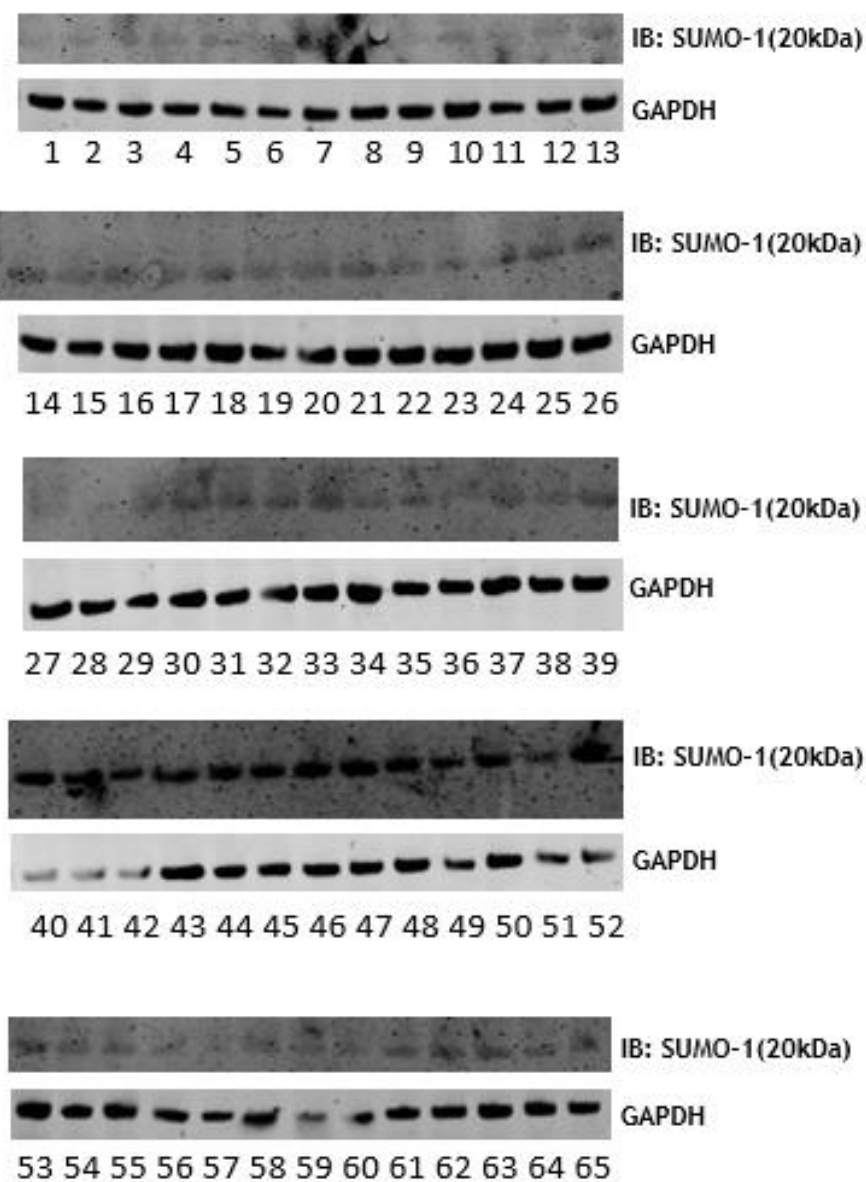 IB: SUMO-1(20kDa)
GAPDH
1 2 3 4 5 6 7 8 9 10 11 12 13
IB: SUMO-1(20kDa)
GAPDH
14 15 16 17 18 19 20 21 22 23 24 25 26
IB: SUMO-1(20kDa)
GAPDH
27 28 29 30 31 32 33 34 35 36 37 38 39
IB: SUMO-1(20kDa)
GAPDH
40 41 42 43 44 45 46 47 48 49 50 51 52
IB: SUMO-1(20kDa)
GAPDH
53 54 55 56 57 58 59 60 61 62 63 64 65